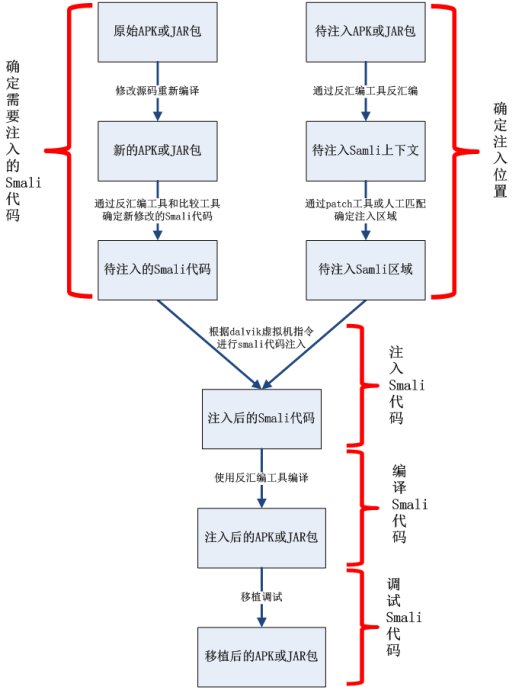 原始APK或JAR包
修改源码重新编译
新的APK或JAR包
通过反汇编工具和比较工具
确定新修改的Smali代码
待注入的Smali代码
确定需要注入的Smali代码
待注入APK或JAR包
通过反汇编工具反汇编
待注入Samli上下文
通过patch工具或人工匹配
确定注入区域
待注入Samli区域
确定注入位置
根据dalvik虚拟机指令
进行smali代码注入
注入后的Smali代码
注入Smali代码
使用反汇编工具编译
注入后的APK或JAR包
编译Smali代码
移植调试
移植后的APK或JAR包
调试Smali代码